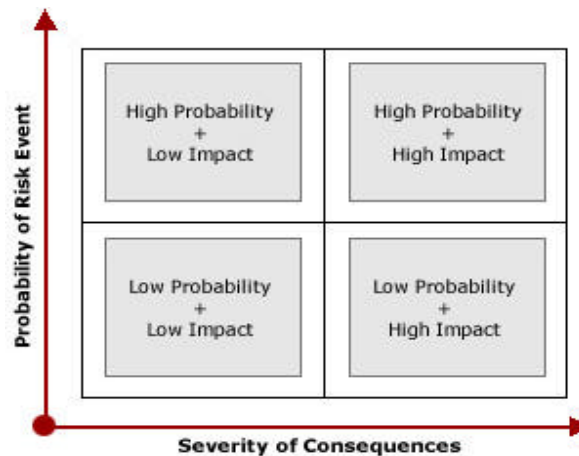 Probability of Risk Event
High Probability
+
Low Impact
High Probability
+
High Impact
Low Probability
+
Low Impact
Low Probability
+
High Impact
Severity of Consequences